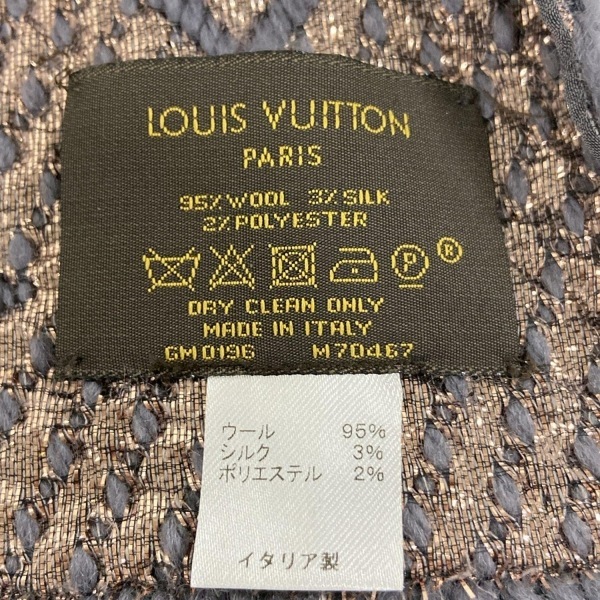 LOUIS VUITTON
PARIS
95% WOOL 3% SILK
2% POLYESTER
P ®
DRY CLEAN ONLY
MADE IN ITALY
GM0196 M70467
ウール 95%
シルク 3%
ポリエステル 2%
イタリア製